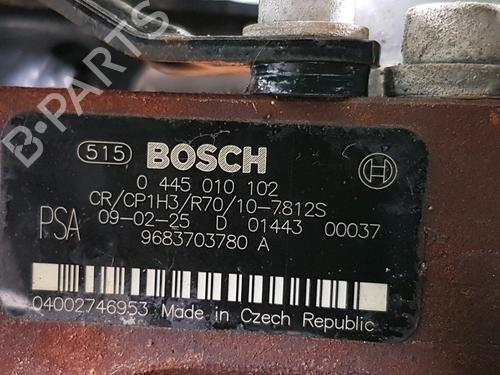 B-PARTS
515 BOSCH
0 445 010 102
CR/CP1H3/R70/10-7812S
09-02-25 D 01443 00037
PSA
9683703780 A
04002746953 Made in Czech Republic